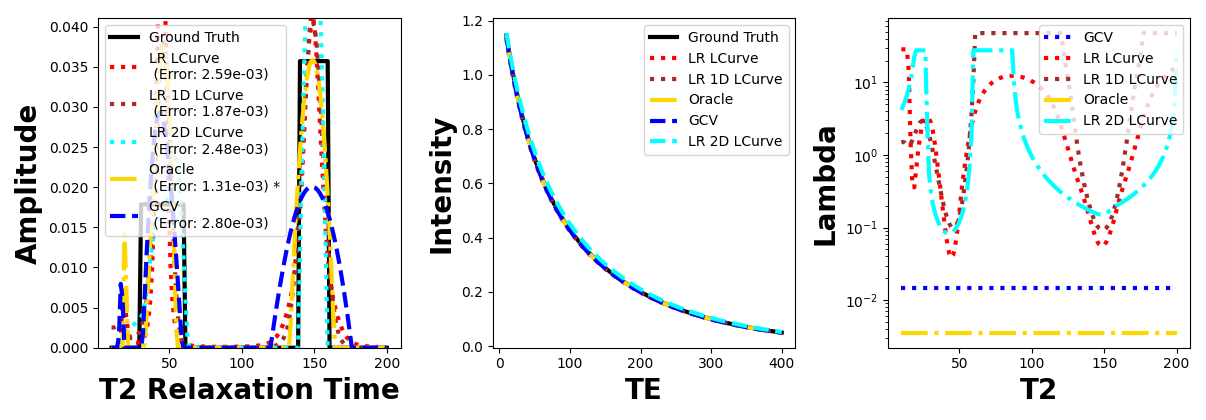 0.040
0.035
0.030
0.025
0.020
0.015
0.010
0.005
0.000
Amplitude
Ground Truth
LR LCurve
(Error: 2.59e-03)
LR 1D LCurve
(Error: 1.87e-03)
LR 2D LCurve
(Error: 2.48e-03)
Oracle
(Error: 1.31e-03) *
GCV
(Error: 2.80e-03)
50 100 150 200
T2 Relaxation Time
1.2
1.0
0.8
0.6
0.4
0.2
0.0
Intensity
Ground Truth
LR LCurve
LR 1D LCurve
Oracle
GCV
LR 2D LCurve
0 100 200 300 400
TE
10¹
10⁰
10⁻¹
10⁻²
Lambda
GCV
LR LCurve
LR 1D LCurve
Oracle
LR 2D LCurve
50 100 150 200
T2